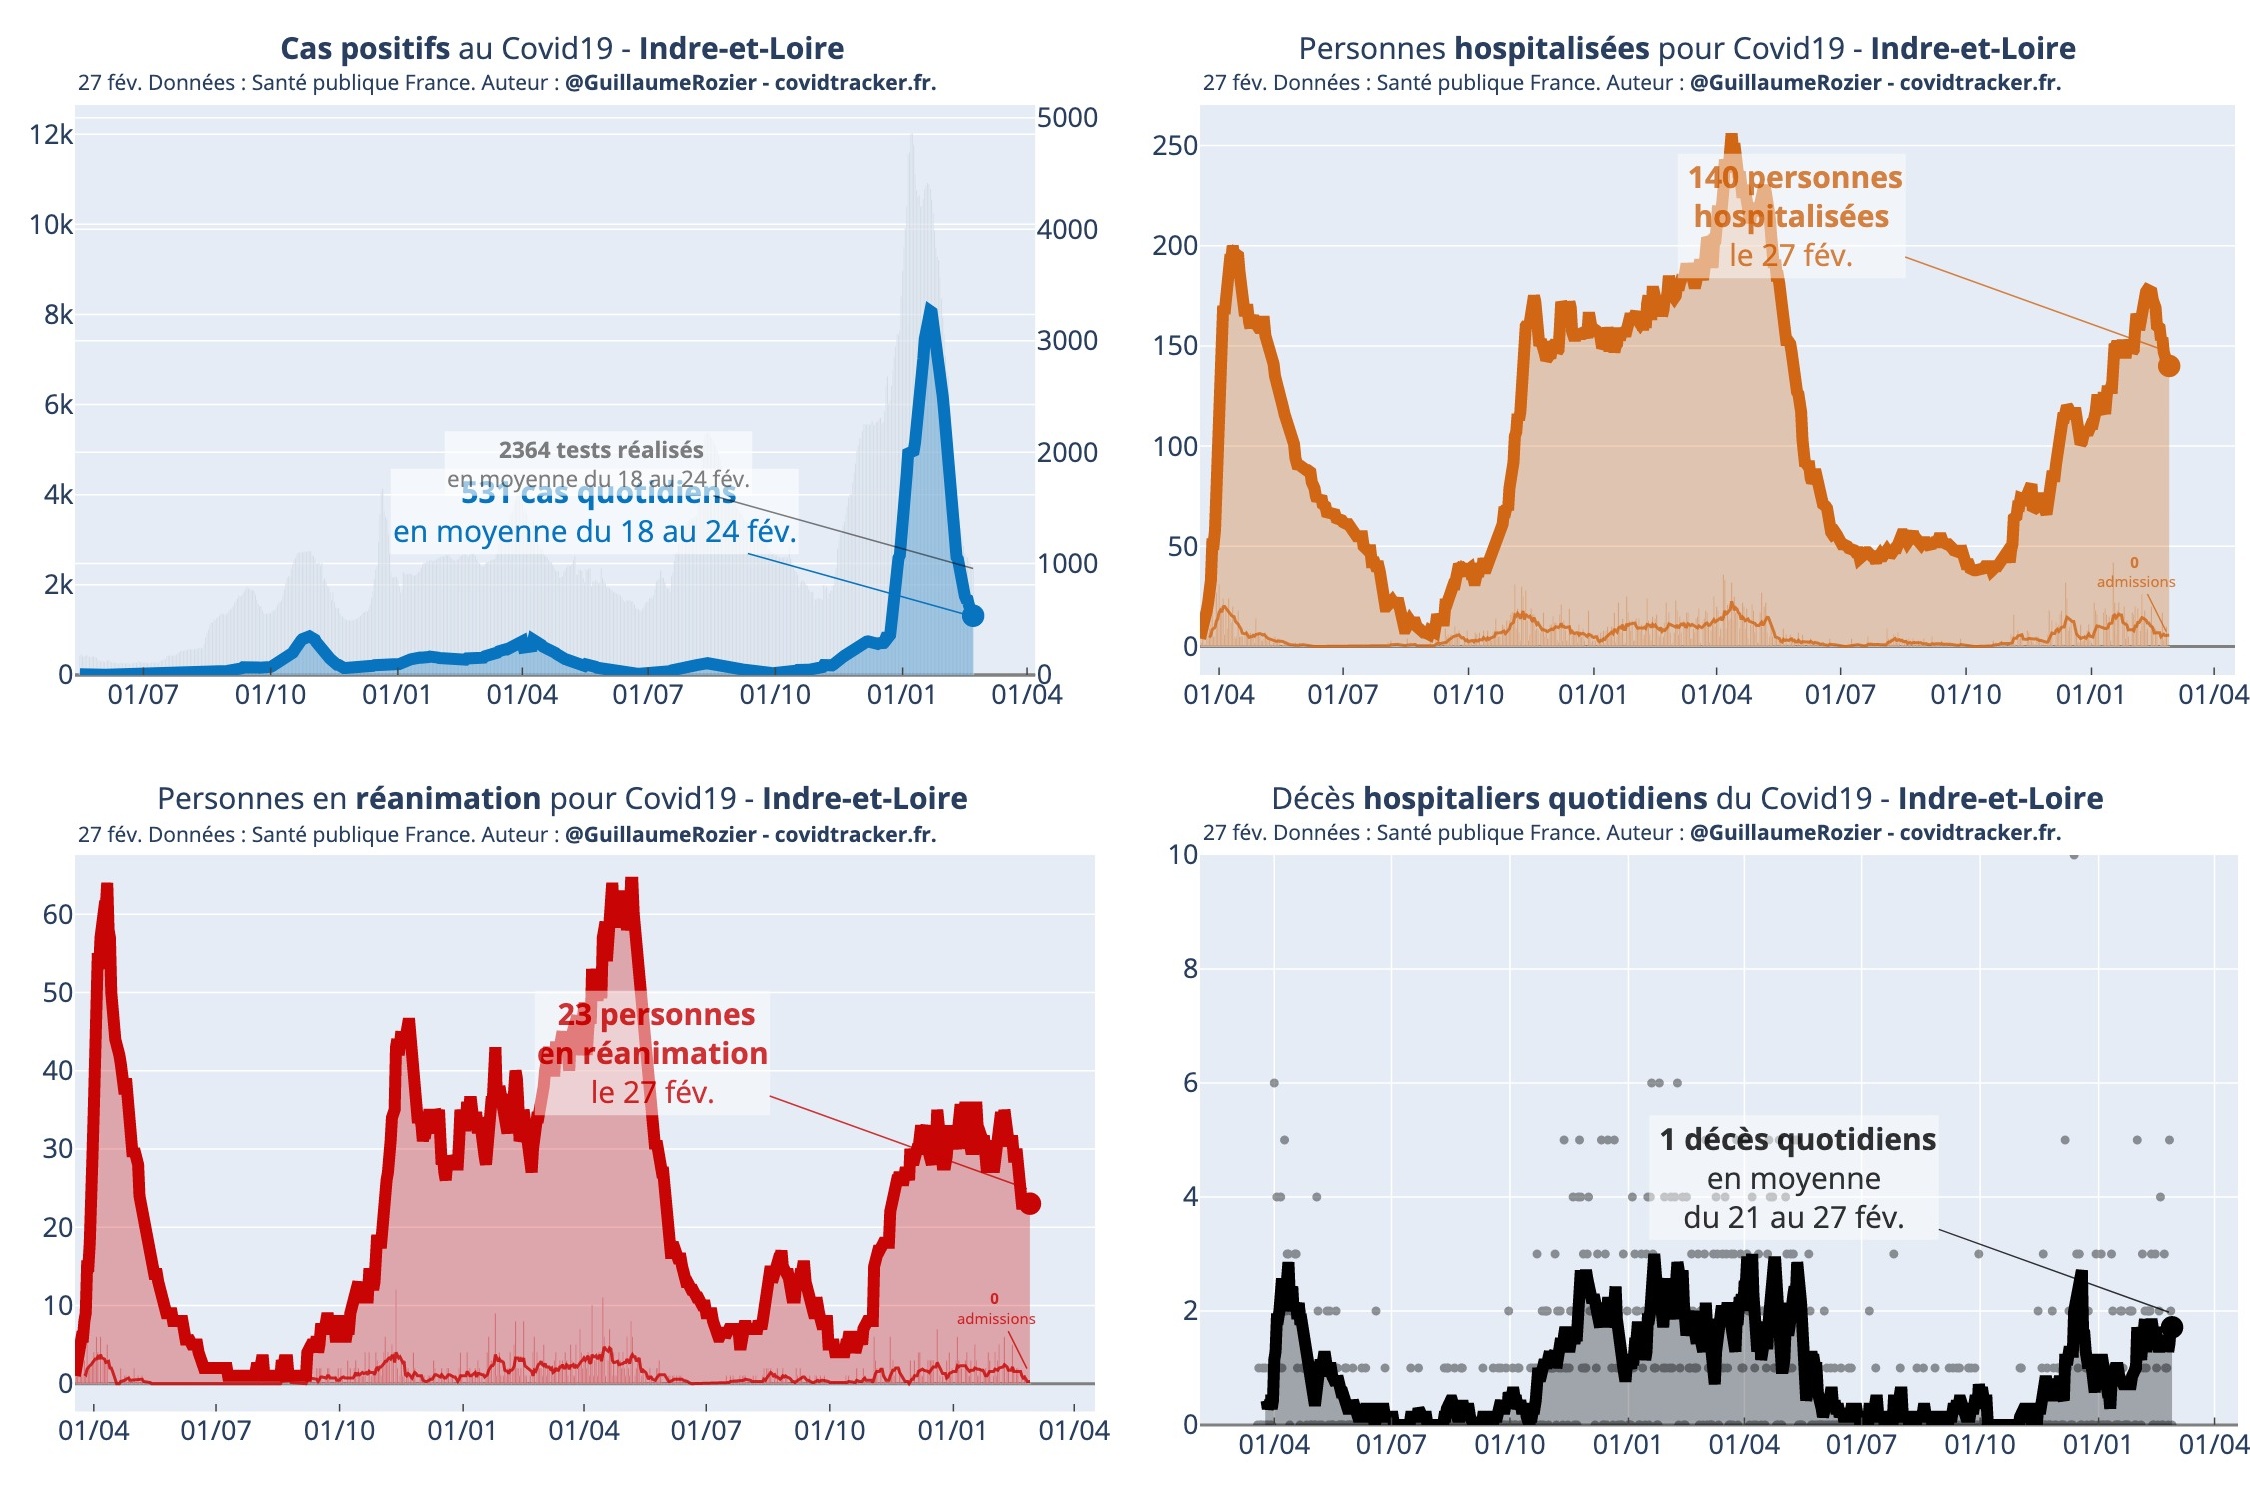 Cas positifs au Covid19 - Indre-et-Loire
27 fév. Données : Santé publique France. Auteur : @GuillaumeRozier - covidtracker.fr.
12k
10k
8k
6k
4k
2k
0
5000
4000
3000
2000
1000
0
2364 tests réalisés
en moyenne du 18 au 24 fév.
531 cas quotidiens
en moyenne du 18 au 24 fév.
01/07 01/10 01/01 01/04 01/07 01/10 01/01 01/04
Personnes hospitalisées pour Covid19 - Indre-et-Loire
27 fév. Données : Santé publique France. Auteur : @GuillaumeRozier - covidtracker.fr.
250
200
150
100
50
0
140 personnes
hospitalisées
le 27 fév.
0
admissions
01/04 01/07 01/10 01/01 01/04 01/07 01/10 01/01 01/04
Personnes en réanimation pour Covid19 - Indre-et-Loire
27 fév. Données : Santé publique France. Auteur : @GuillaumeRozier - covidtracker.fr.
60
50
40
30
20
10
0
23 personnes
en réanimation
le 27 fév.
0
admissions
01/04 01/07 01/10 01/01 01/04 01/07 01/10 01/01 01/04
Décès hospitaliers quotidiens du Covid19 - Indre-et-Loire
27 fév. Données : Santé publique France. Auteur : @GuillaumeRozier - covidtracker.fr.
10
8
6
4
2
0
1 décès quotidiens
en moyenne
du 21 au 27 fév.
01/04 01/07 01/10 01/01 01/04 01/07 01/10 01/01 01/04